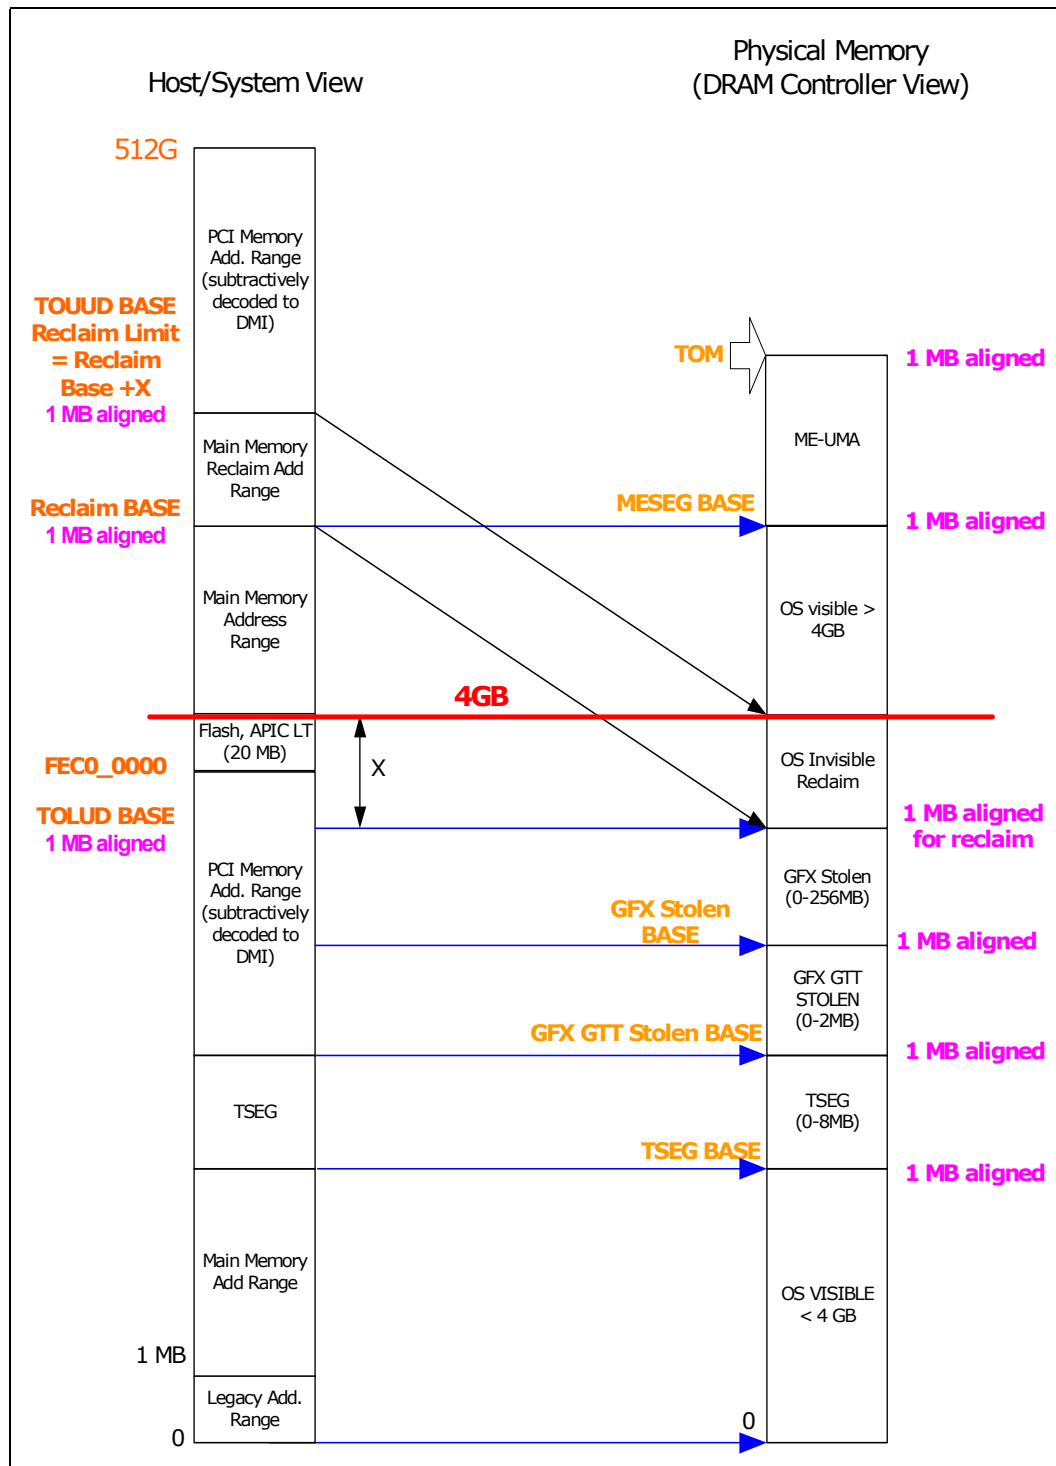 Host/System View
Physical Memory
(DRAM Controller View)
512G
PCI Memory
Add. Range
(subtractively
decoded to
DMI)
TOUUD BASE
Reclaim Limit
= Reclaim
Base +X
1 MB aligned
TOM
1 MB aligned
Main Memory
Reclaim Add
Range
ME-UMA
Reclaim BASE
1 MB aligned
MESEG BASE
1 MB aligned
Main Memory
Address
Range
OS visible >
4GB
4GB
Flash, APIC LT
(20 MB)
FEC0_0000
X
OS Invisible
Reclaim
TOLUD BASE
1 MB aligned
1 MB aligned
for reclaim
PCI Memory
Add. Range
(subtractively
decoded to
DMI)
GFX Stolen
(0-256MB)
GFX Stolen
BASE
1 MB aligned
GFX GTT
STOLEN
(0-2MB)
GFX GTT Stolen BASE
1 MB aligned
TSEG
TSEG
(0-8MB)
TSEG BASE
1 MB aligned
Main Memory
Add Range
OS VISIBLE
< 4 GB
1 MB
Legacy Add.
Range
0
0